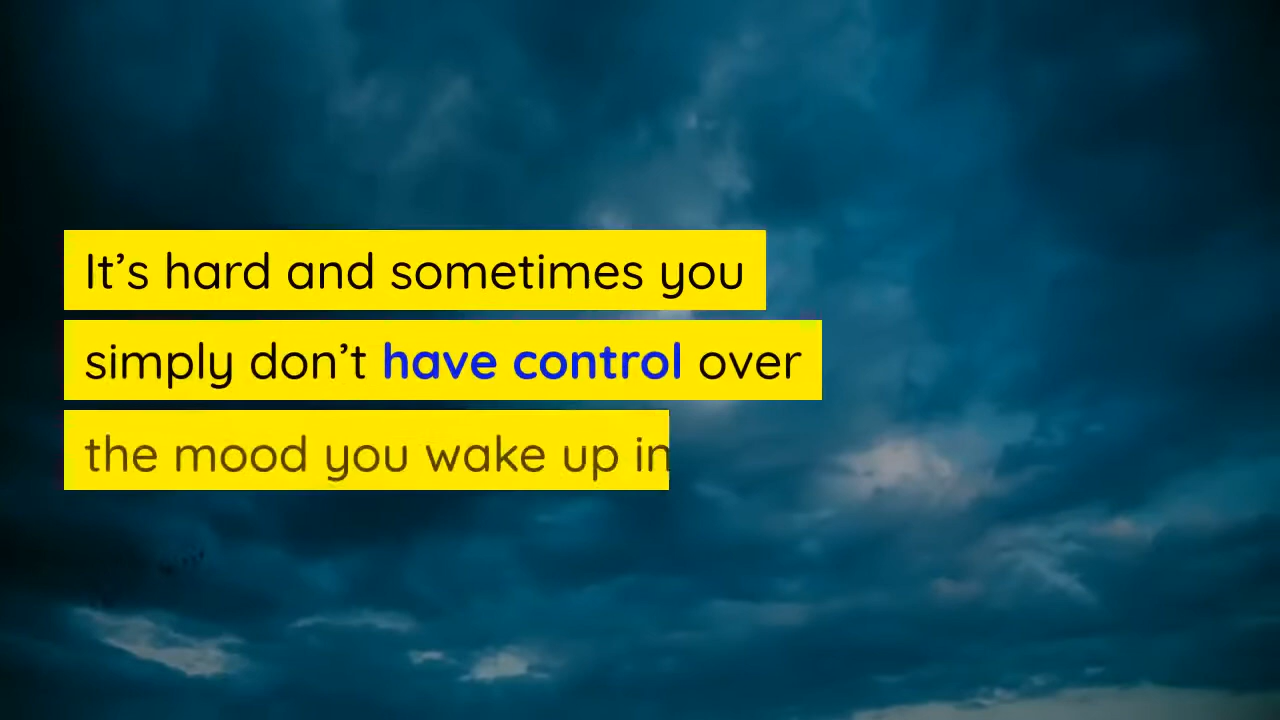 It’s hard and sometimes you
simply don’t have control over
the mood you wake up in